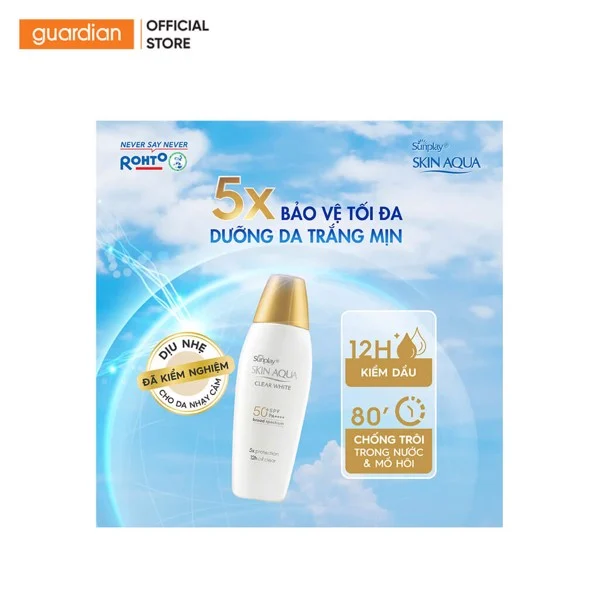 guardian
OFFICIAL
STORE
NEVER SAY NEVER
ROHTO
Sunplay®
SKIN AQUA
5X BẢO VỆ TỐI ĐA
DƯỠNG DA TRẮNG MỊN
DỊU NHẸ
ĐÃ KIỂM NGHIỆM
CHO DA NHẠY CẢM
Sunplay®
SKIN AQUA
CLEAR WHITE
50+ SPF
PA++++
broad spectrum
5x protection
12h oil control
12H
KIỀM DẦU
80'
CHỐNG TRÔI
TRONG NƯỚC
& MỒ HÔI